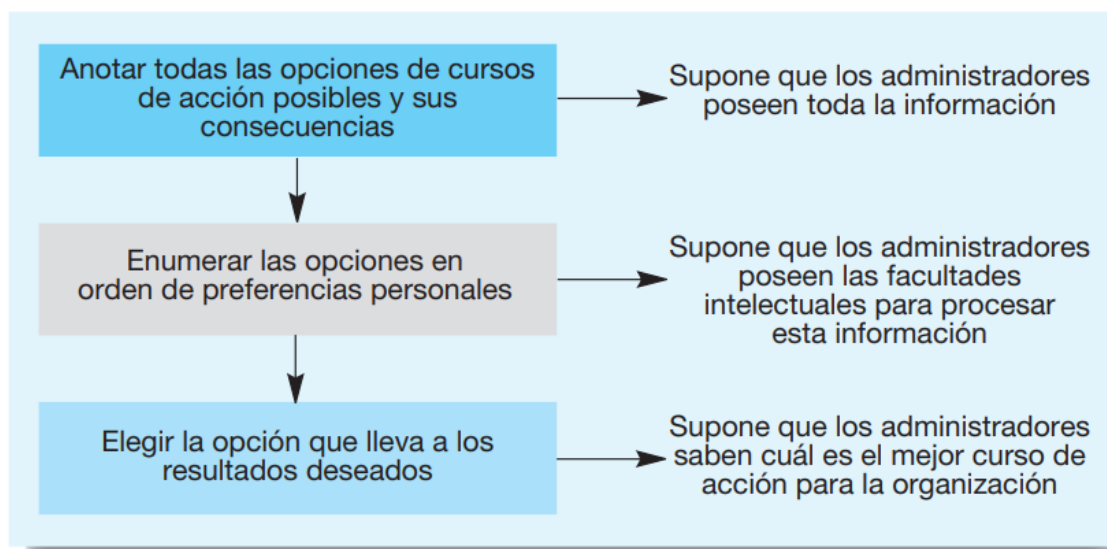 Anotar todas las opciones de cursos
de acción posibles y sus
consecuencias
Supone que los administradores
poseen toda la información
Enumerar las opciones en
orden de preferencias personales
Supone que los administradores
poseen las facultades
intelectuales para procesar
esta información
Elegir la opción que lleva a los
resultados deseados
Supone que los administradores
saben cuál es el mejor curso de
acción para la organización